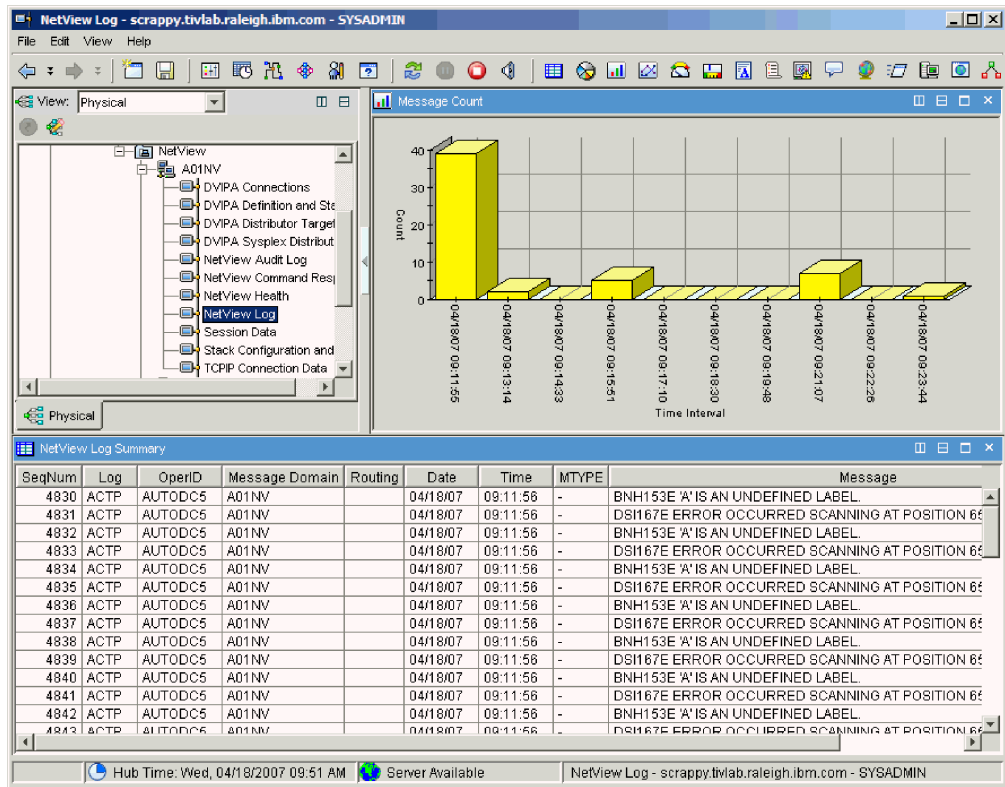 NetView Log - scrappy.tivlab.raleigh.ibm.com - SYSADMIN
File Edit View Help
View: Physical
NetView
A01NV
DVIPA Connections
DVIPA Definition and Sta
DVIPA Distributor Target
DVIPA Sysplex Distribut
NetView Audit Log
NetView Command Resp
NetView Health
NetView Log
Session Data
Stack Configuration and
TCPIP Connection Data
Physical
Message Count
40
30
20
10
0
Count
04/18/07 09:11:55
04/18/07 09:13:14
04/18/07 09:14:33
04/18/07 09:15:51
04/18/07 09:17:10
04/18/07 09:18:30
04/18/07 09:19:48
04/18/07 09:21:07
04/18/07 09:22:26
04/18/07 09:23:44
Time Interval
NetView Log Summary
SeqNum Log OperID Message Domain Routing Date Time MTYPE Message
4830 ACTP AUTODC5 A01NV 04/18/07 09:11:56 - BNH153E 'A' IS AN UNDEFINED LABEL.
4831 ACTP AUTODC5 A01NV 04/18/07 09:11:56 - DSI167E ERROR OCCURRED SCANNING AT POSITION 65
4832 ACTP AUTODC5 A01NV 04/18/07 09:11:56 - BNH153E 'A' IS AN UNDEFINED LABEL.
4833 ACTP AUTODC5 A01NV 04/18/07 09:11:56 - DSI167E ERROR OCCURRED SCANNING AT POSITION 65
4834 ACTP AUTODC5 A01NV 04/18/07 09:11:56 - BNH153E 'A' IS AN UNDEFINED LABEL.
4835 ACTP AUTODC5 A01NV 04/18/07 09:11:56 - DSI167E ERROR OCCURRED SCANNING AT POSITION 65
4836 ACTP AUTODC5 A01NV 04/18/07 09:11:56 - BNH153E 'A' IS AN UNDEFINED LABEL.
4837 ACTP AUTODC5 A01NV 04/18/07 09:11:56 - DSI167E ERROR OCCURRED SCANNING AT POSITION 65
4838 ACTP AUTODC5 A01NV 04/18/07 09:11:56 - BNH153E 'A' IS AN UNDEFINED LABEL.
4839 ACTP AUTODC5 A01NV 04/18/07 09:11:56 - DSI167E ERROR OCCURRED SCANNING AT POSITION 65
4840 ACTP AUTODC5 A01NV 04/18/07 09:11:56 - BNH153E 'A' IS AN UNDEFINED LABEL.
4841 ACTP AUTODC5 A01NV 04/18/07 09:11:56 - DSI167E ERROR OCCURRED SCANNING AT POSITION 65
4842 ACTP AUTODC5 A01NV 04/18/07 09:11:56 - BNH153E 'A' IS AN UNDEFINED LABEL.
4843 ACTP AUTODC5 A01NV 04/18/07 09:11:56 - DSI167E ERROR OCCURRED SCANNING AT POSITION
Hub Time: Wed, 04/18/2007 09:51 AM Server Available NetView Log - scrappy.tivlab.raleigh.ibm.com - SYSADMIN